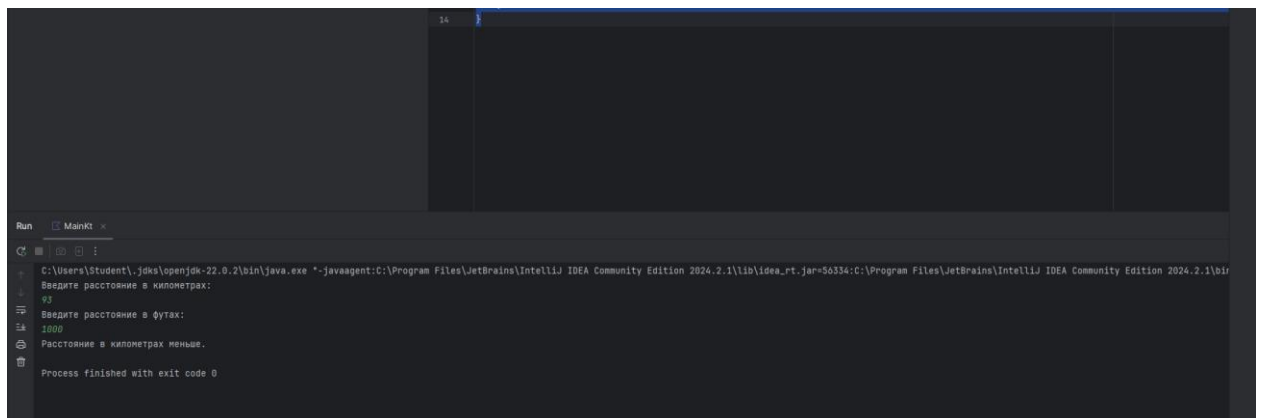 14 }
Run MainKt ×
C:\Users\Student\.jdks\openjdk-22.0.2\bin\java.exe "-javaagent:C:\Program Files\JetBrains\IntelliJ IDEA Community Edition 2024.2.1\lib\idea_rt.jar=56334:C:\Program Files\JetBrains\IntelliJ IDEA Community Edition 2024.2.1\bin
Введите расстояние в километрах:
93
Введите расстояние в футах:
1000
Расстояние в километрах меньше.
Process finished with exit code 0